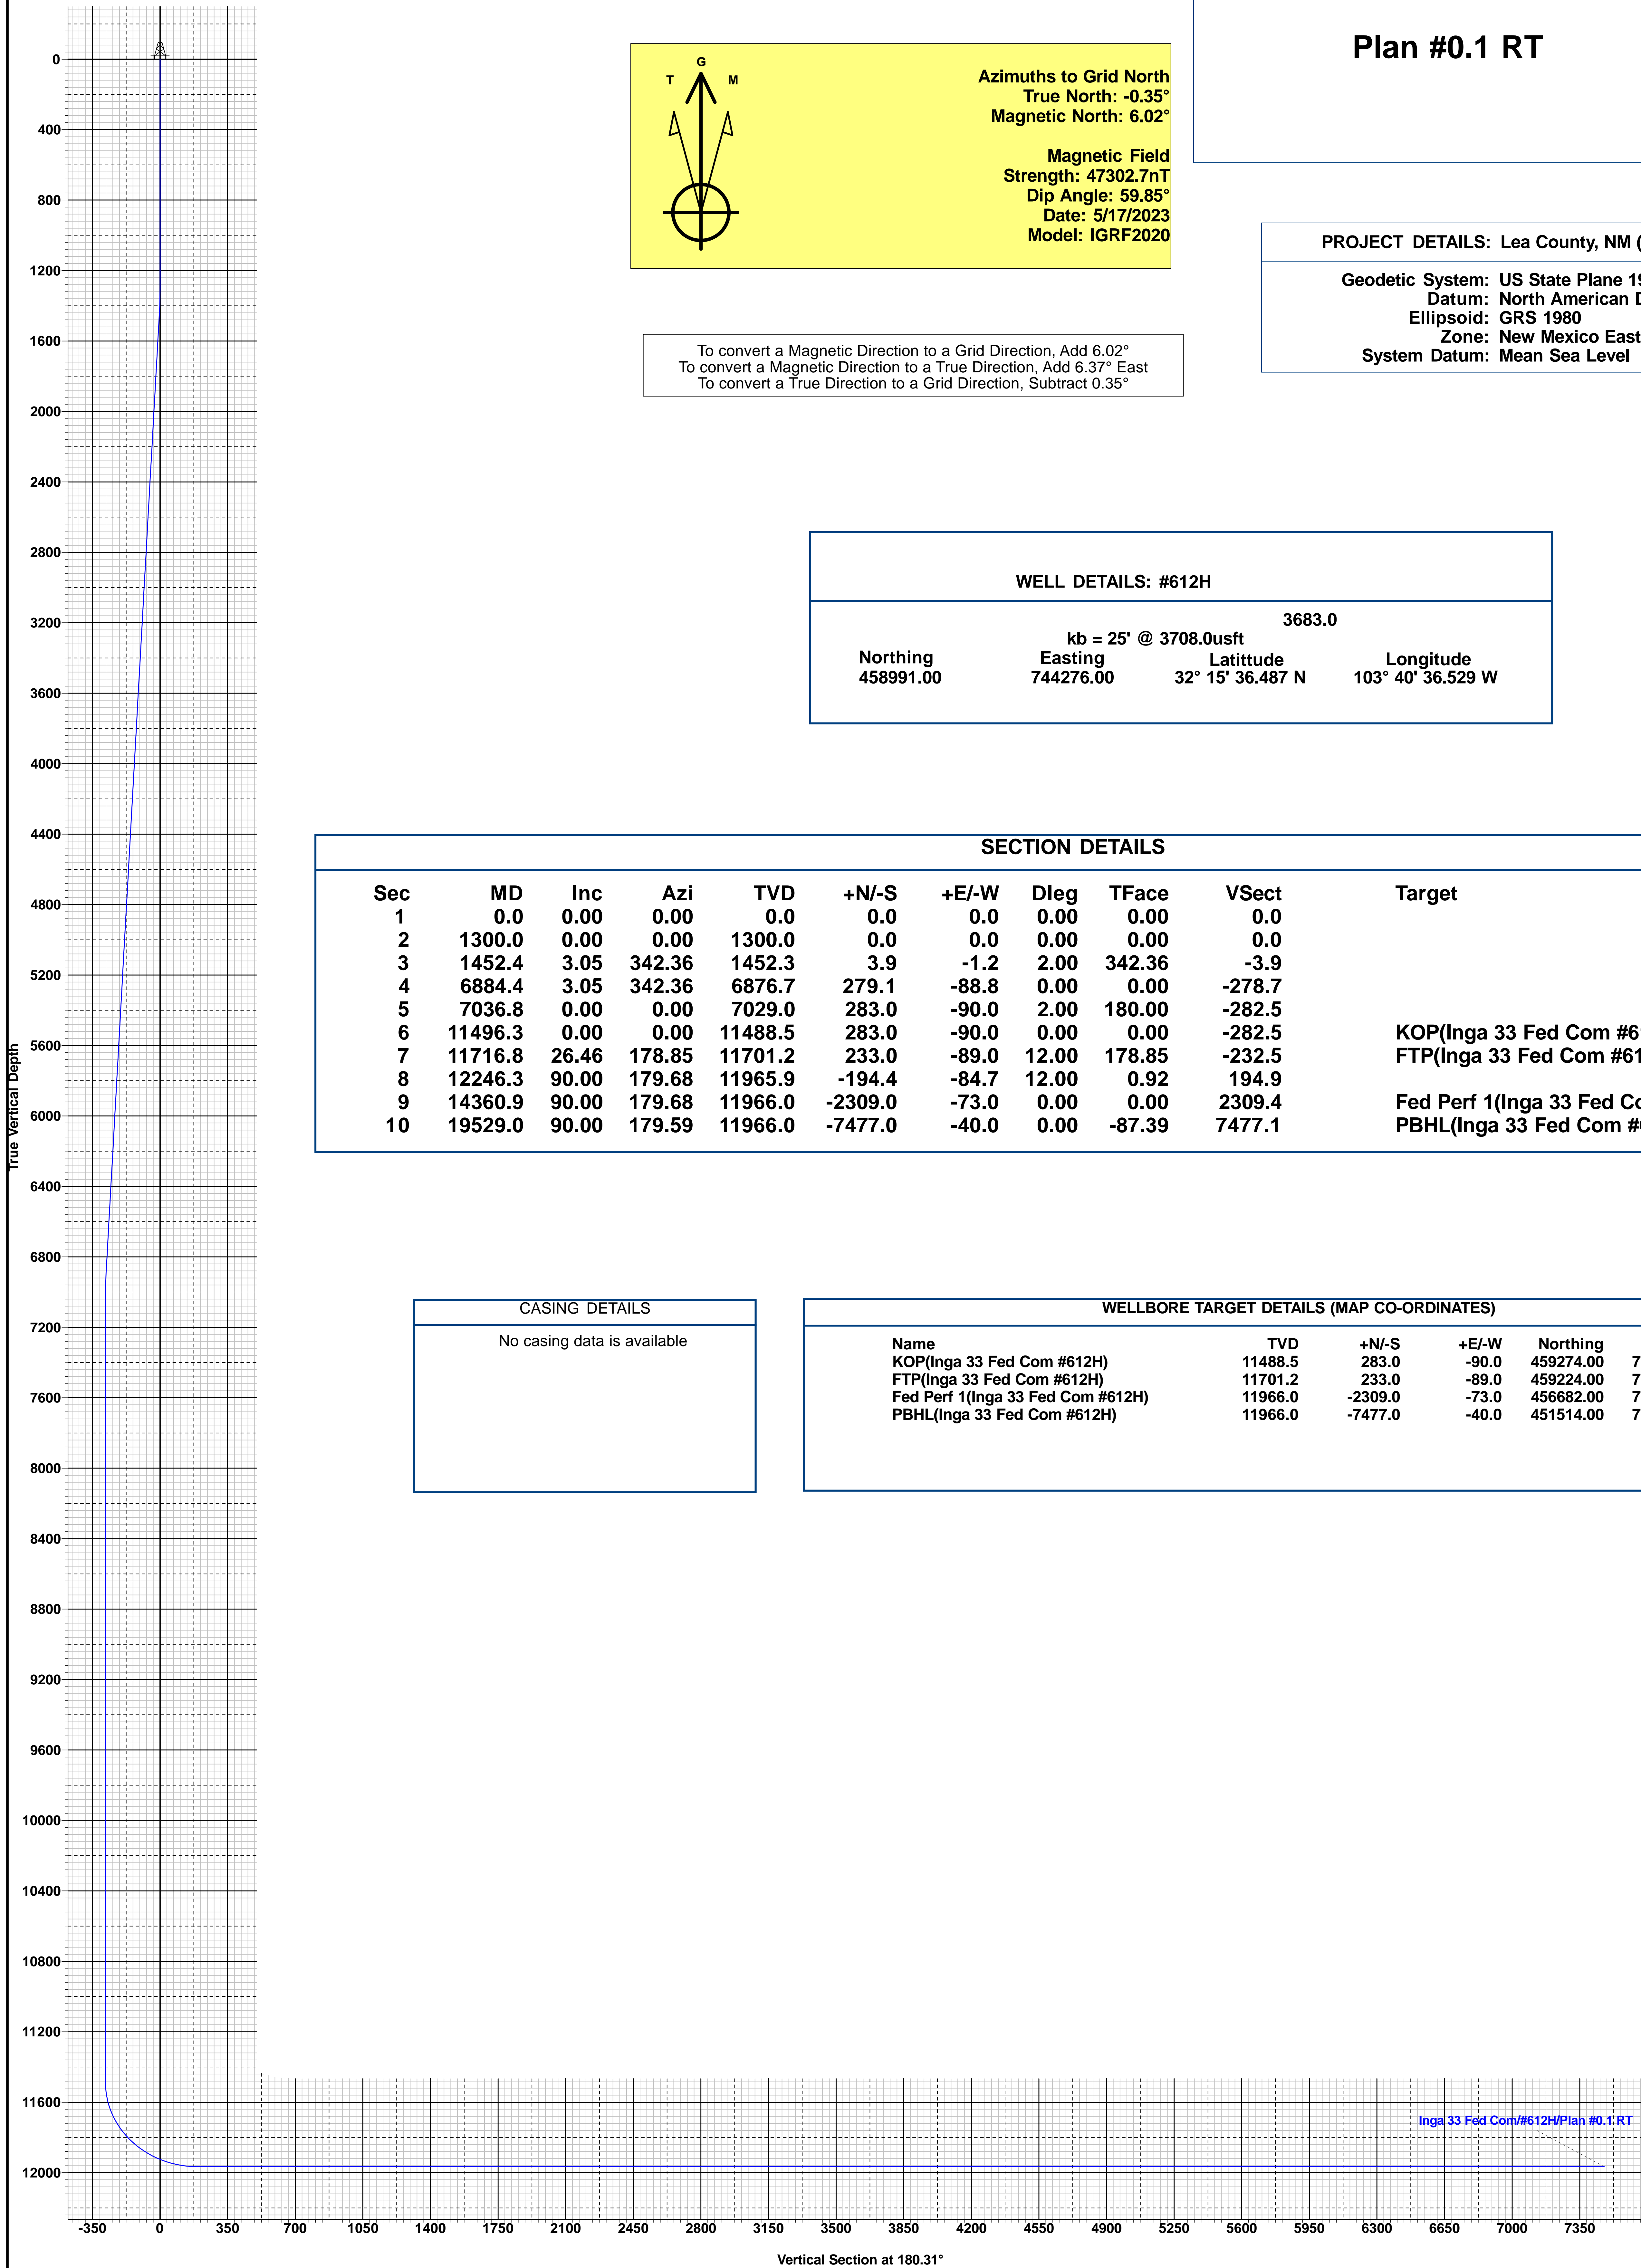 Plan #0.1 RT
G
T M
Azimuths to Grid North
True North: -0.35°
Magnetic North: 6.02°
Magnetic Field
Strength: 47302.7nT
Dip Angle: 59.85°
Date: 5/17/2023
Model: IGRF2020
PROJECT DETAILS: Lea County, NM (
Geodetic System: US State Plane 19
Datum: North American D
Ellipsoid: GRS 1980
Zone: New Mexico East
System Datum: Mean Sea Level
To convert a Magnetic Direction to a Grid Direction, Add 6.02°
To convert a Magnetic Direction to a True Direction, Add 6.37° East
To convert a True Direction to a Grid Direction, Subtract 0.35°
WELL DETAILS: #612H
3683.0
kb = 25' @ 3708.0usft
Northing Easting Latittude Longitude
458991.00 744276.00 32° 15' 36.487 N 103° 40' 36.529 W
SECTION DETAILS
Sec MD Inc Azi TVD +N/-S +E/-W Dleg TFace VSect Target
1 0.0 0.00 0.00 0.0 0.0 0.0 0.00 0.00 0.0
2 1300.0 0.00 0.00 1300.0 0.0 0.0 0.00 0.00 0.0
3 1452.4 3.05 342.36 1452.3 3.9 -1.2 2.00 342.36 -3.9
4 6884.4 3.05 342.36 6876.7 279.1 -88.8 0.00 0.00 -278.7
5 7036.8 0.00 0.00 7029.0 283.0 -90.0 2.00 180.00 -282.5
6 11496.3 0.00 0.00 11488.5 283.0 -90.0 0.00 0.00 -282.5 KOP(Inga 33 Fed Com #6
7 11716.8 26.46 178.85 11701.2 233.0 -89.0 12.00 178.85 -232.5 FTP(Inga 33 Fed Com #61
8 12246.3 90.00 179.68 11965.9 -194.4 -84.7 12.00 0.92 194.9
9 14360.9 90.00 179.68 11966.0 -2309.0 -73.0 0.00 0.00 2309.4 Fed Perf 1(Inga 33 Fed Co
10 19529.0 90.00 179.59 11966.0 -7477.0 -40.0 0.00 -87.39 7477.1 PBHL(Inga 33 Fed Com #
CASING DETAILS
No casing data is available
WELLBORE TARGET DETAILS (MAP CO-ORDINATES)
Name TVD +N/-S +E/-W Northing
KOP(Inga 33 Fed Com #612H) 11488.5 283.0 -90.0 459274.00 7
FTP(Inga 33 Fed Com #612H) 11701.2 233.0 -89.0 459224.00 7
Fed Perf 1(Inga 33 Fed Com #612H) 11966.0 -2309.0 -73.0 456682.00 7
PBHL(Inga 33 Fed Com #612H) 11966.0 -7477.0 -40.0 451514.00 7
True Vertical Depth
0
400
800
1200
1600
2000
2400
2800
3200
3600
4000
4400
4800
5200
5600
6000
6400
6800
7200
7600
8000
8400
8800
9200
9600
10000
10400
10800
11200
11600
12000
Inga 33 Fed Com/#612H/Plan #0.1 RT
-350 0 350 700 1050 1400 1750 2100 2450 2800 3150 3500 3850 4200 4550 4900 5250 5600 5950 6300 6650 7000 7350
Vertical Section at 180.31°